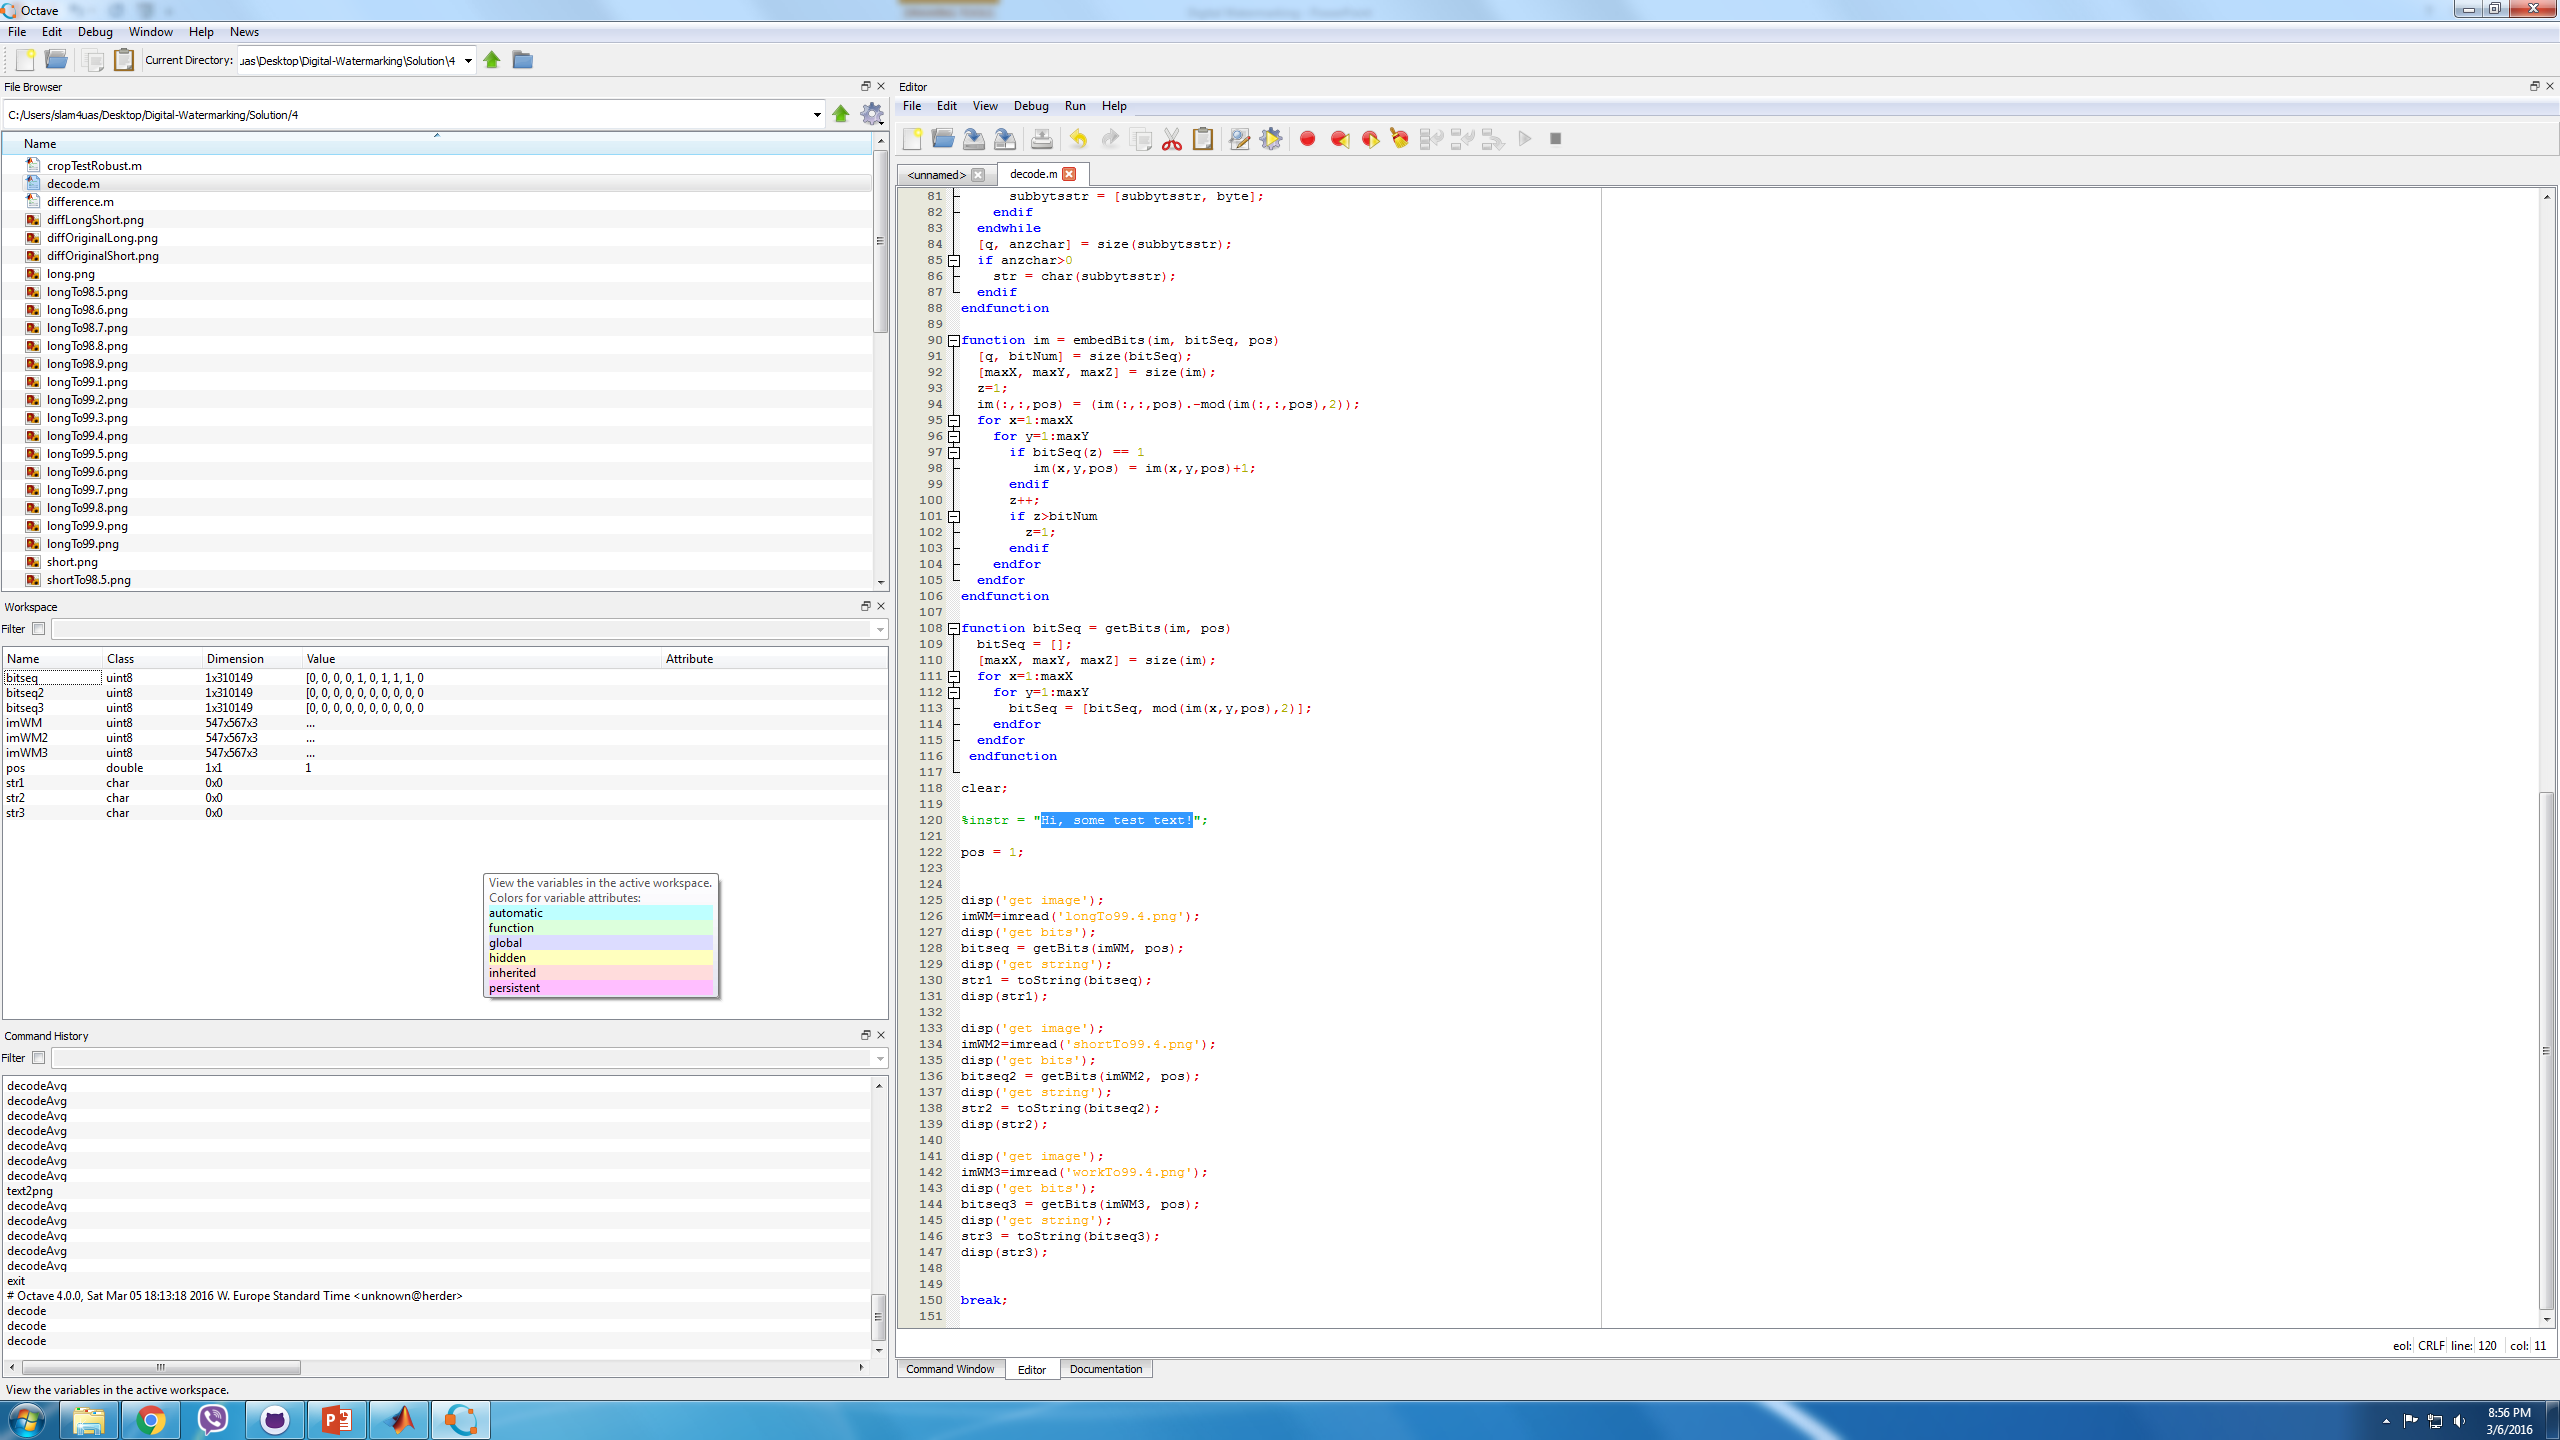 Octave
File Edit Debug Window Help News
Current Directory: uas\Desktop\Digital-Watermarking\Solution\4
File Browser
C:/Users/slam4uas/Desktop/Digital-Watermarking/Solution/4
Name
cropTestRobust.m
decode.m
difference.m
diffLongShort.png
diffOriginalLong.png
diffOriginalShort.png
long.png
longTo98.5.png
longTo98.6.png
longTo98.7.png
longTo98.8.png
longTo98.9.png
longTo99.1.png
longTo99.2.png
longTo99.3.png
longTo99.4.png
longTo99.5.png
longTo99.6.png
longTo99.7.png
longTo99.8.png
longTo99.9.png
longTo99.png
short.png
shortTo98.5.png
Workspace
Filter
Name Class Dimension Value Attribute
bitseq uint8 1x310149 [0, 0, 0, 0, 1, 0, 1, 1, 1, 0
bitseq2 uint8 1x310149 [0, 0, 0, 0, 0, 0, 0, 0, 0, 0
bitseq3 uint8 1x310149 [0, 0, 0, 0, 0, 0, 0, 0, 0, 0
imWM uint8 547x567x3 ...
imWM2 uint8 547x567x3 ...
imWM3 uint8 547x567x3 ...
pos double 1x1 1
str1 char 0x0
str2 char 0x0
str3 char 0x0
View the variables in the active workspace.
Colors for variable attributes:
automatic
function
global
hidden
inherited
persistent
Command History
Filter
decodeAvg
decodeAvg
decodeAvg
decodeAvg
decodeAvg
decodeAvg
decodeAvg
text2png
decodeAvg
decodeAvg
decodeAvg
decodeAvg
decodeAvg
exit
# Octave 4.0.0, Sat Mar 05 18:13:18 2016 W. Europe Standard Time <unknown@herder>
decode
decode
decode
View the variables in the active workspace.
Editor
File Edit View Debug Run Help
<unnamed> decode.m
81 subbytsstr = [subbytsstr, byte];
82 endif
83 endwhile
84 [q, anzchar] = size(subbytsstr);
85 if anzchar>0
86 str = char(subbytsstr);
87 endif
88 endfunction
89
90 function im = embedBits(im, bitSeq, pos)
91 [q, bitNum] = size(bitSeq);
92 [maxX, maxY, maxZ] = size(im);
93 z=1;
94 im(:,:,pos) = (im(:,:,pos).-mod(im(:,:,pos),2));
95 for x=1:maxX
96 for y=1:maxY
97 if bitSeq(z) == 1
98 im(x,y,pos) = im(x,y,pos)+1;
99 endif
100 z++;
101 if z>bitNum
102 z=1;
103 endif
104 endfor
105 endfor
106 endfunction
107
108 function bitSeq = getBits(im, pos)
109 bitSeq = [];
110 [maxX, maxY, maxZ] = size(im);
111 for x=1:maxX
112 for y=1:maxY
113 bitSeq = [bitSeq, mod(im(x,y,pos),2)];
114 endfor
115 endfor
116 endfunction
117
118 clear;
119
120 %instr = "Hi, some test text!";
121
122 pos = 1;
123
124
125 disp('get image');
126 imWM=imread('longTo99.4.png');
127 disp('get bits');
128 bitseq = getBits(imWM, pos);
129 disp('get string');
130 str1 = toString(bitseq);
131 disp(str1);
132
133 disp('get image');
134 imWM2=imread('shortTo99.4.png');
135 disp('get bits');
136 bitseq2 = getBits(imWM2, pos);
137 disp('get string');
138 str2 = toString(bitseq2);
139 disp(str2);
140
141 disp('get image');
142 imWM3=imread('workTo99.4.png');
143 disp('get bits');
144 bitseq3 = getBits(imWM3, pos);
145 disp('get string');
146 str3 = toString(bitseq3);
147 disp(str3);
148
149
150 break;
151
eol: CRLF line: 120 col: 11
Command Window Editor Documentation
8:56 PM
3/6/2016